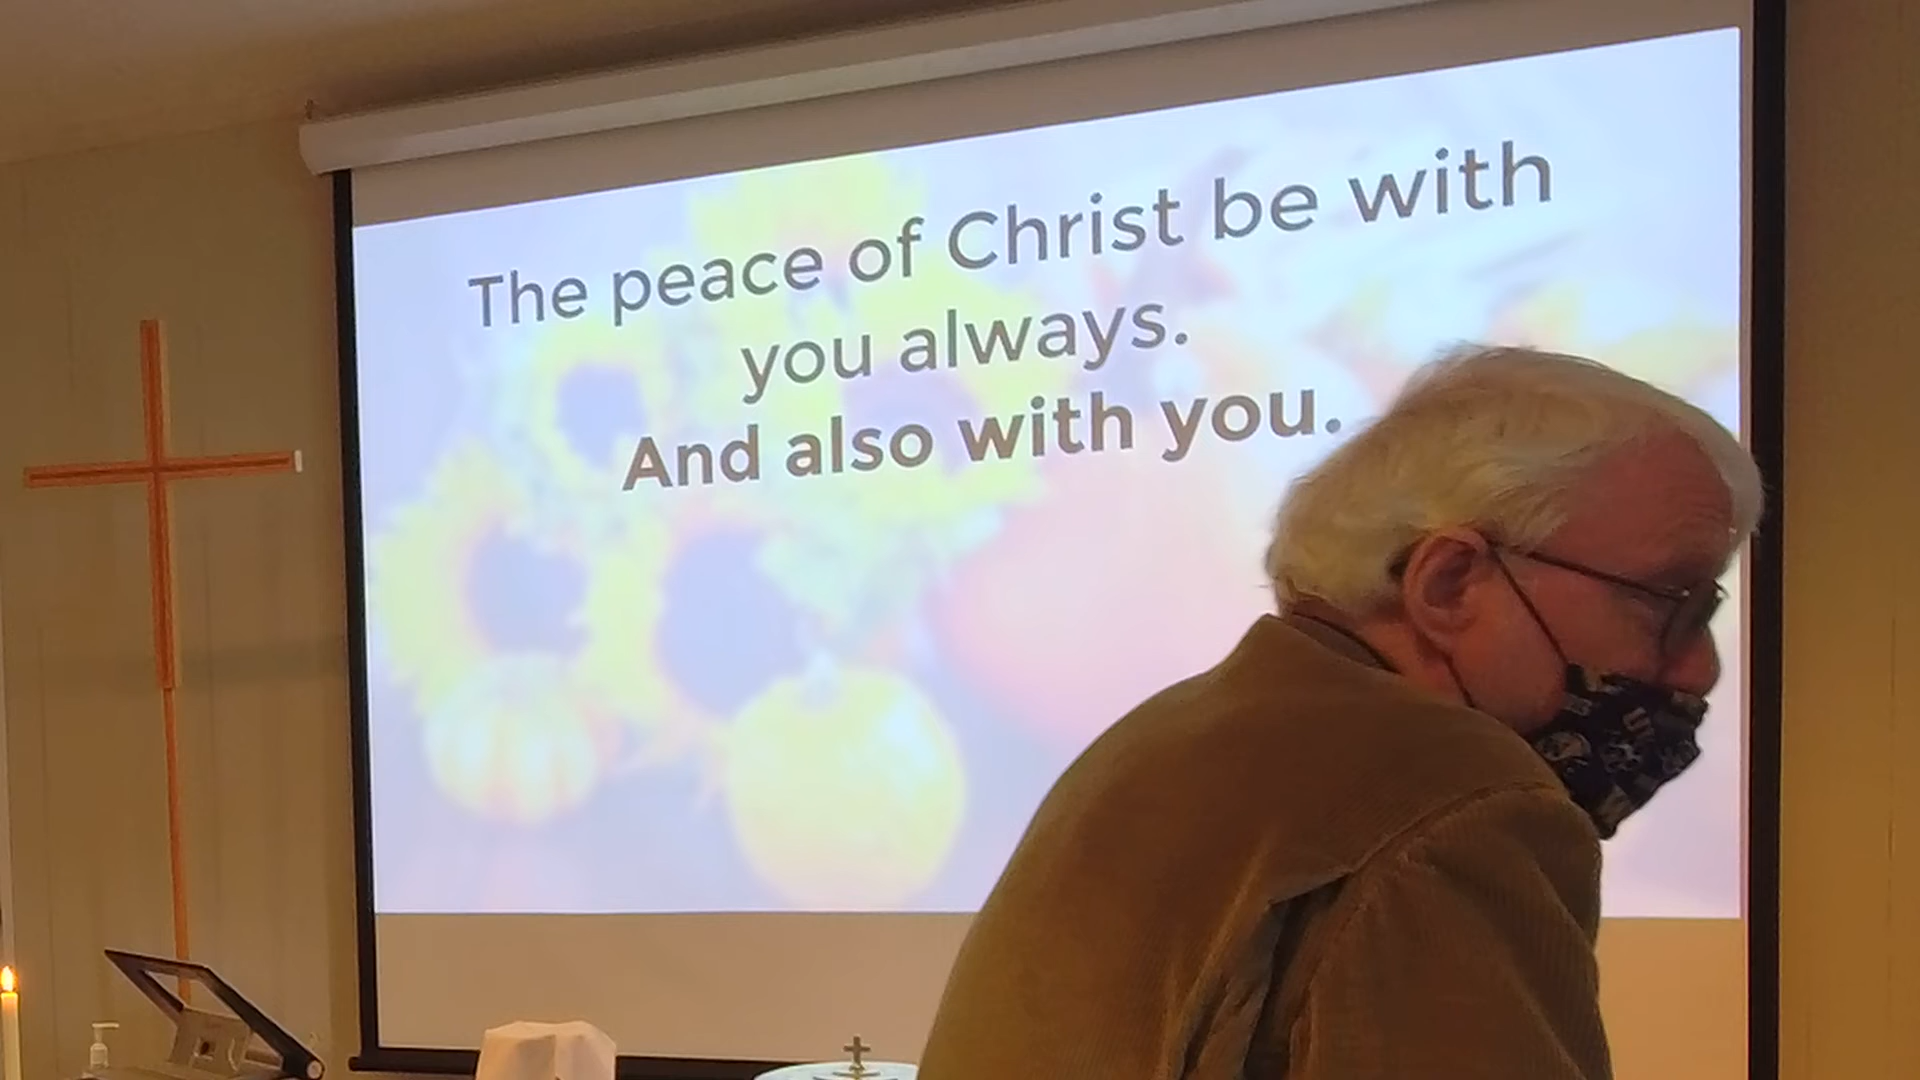 The peace of Christ be with
you always.
And also with you.